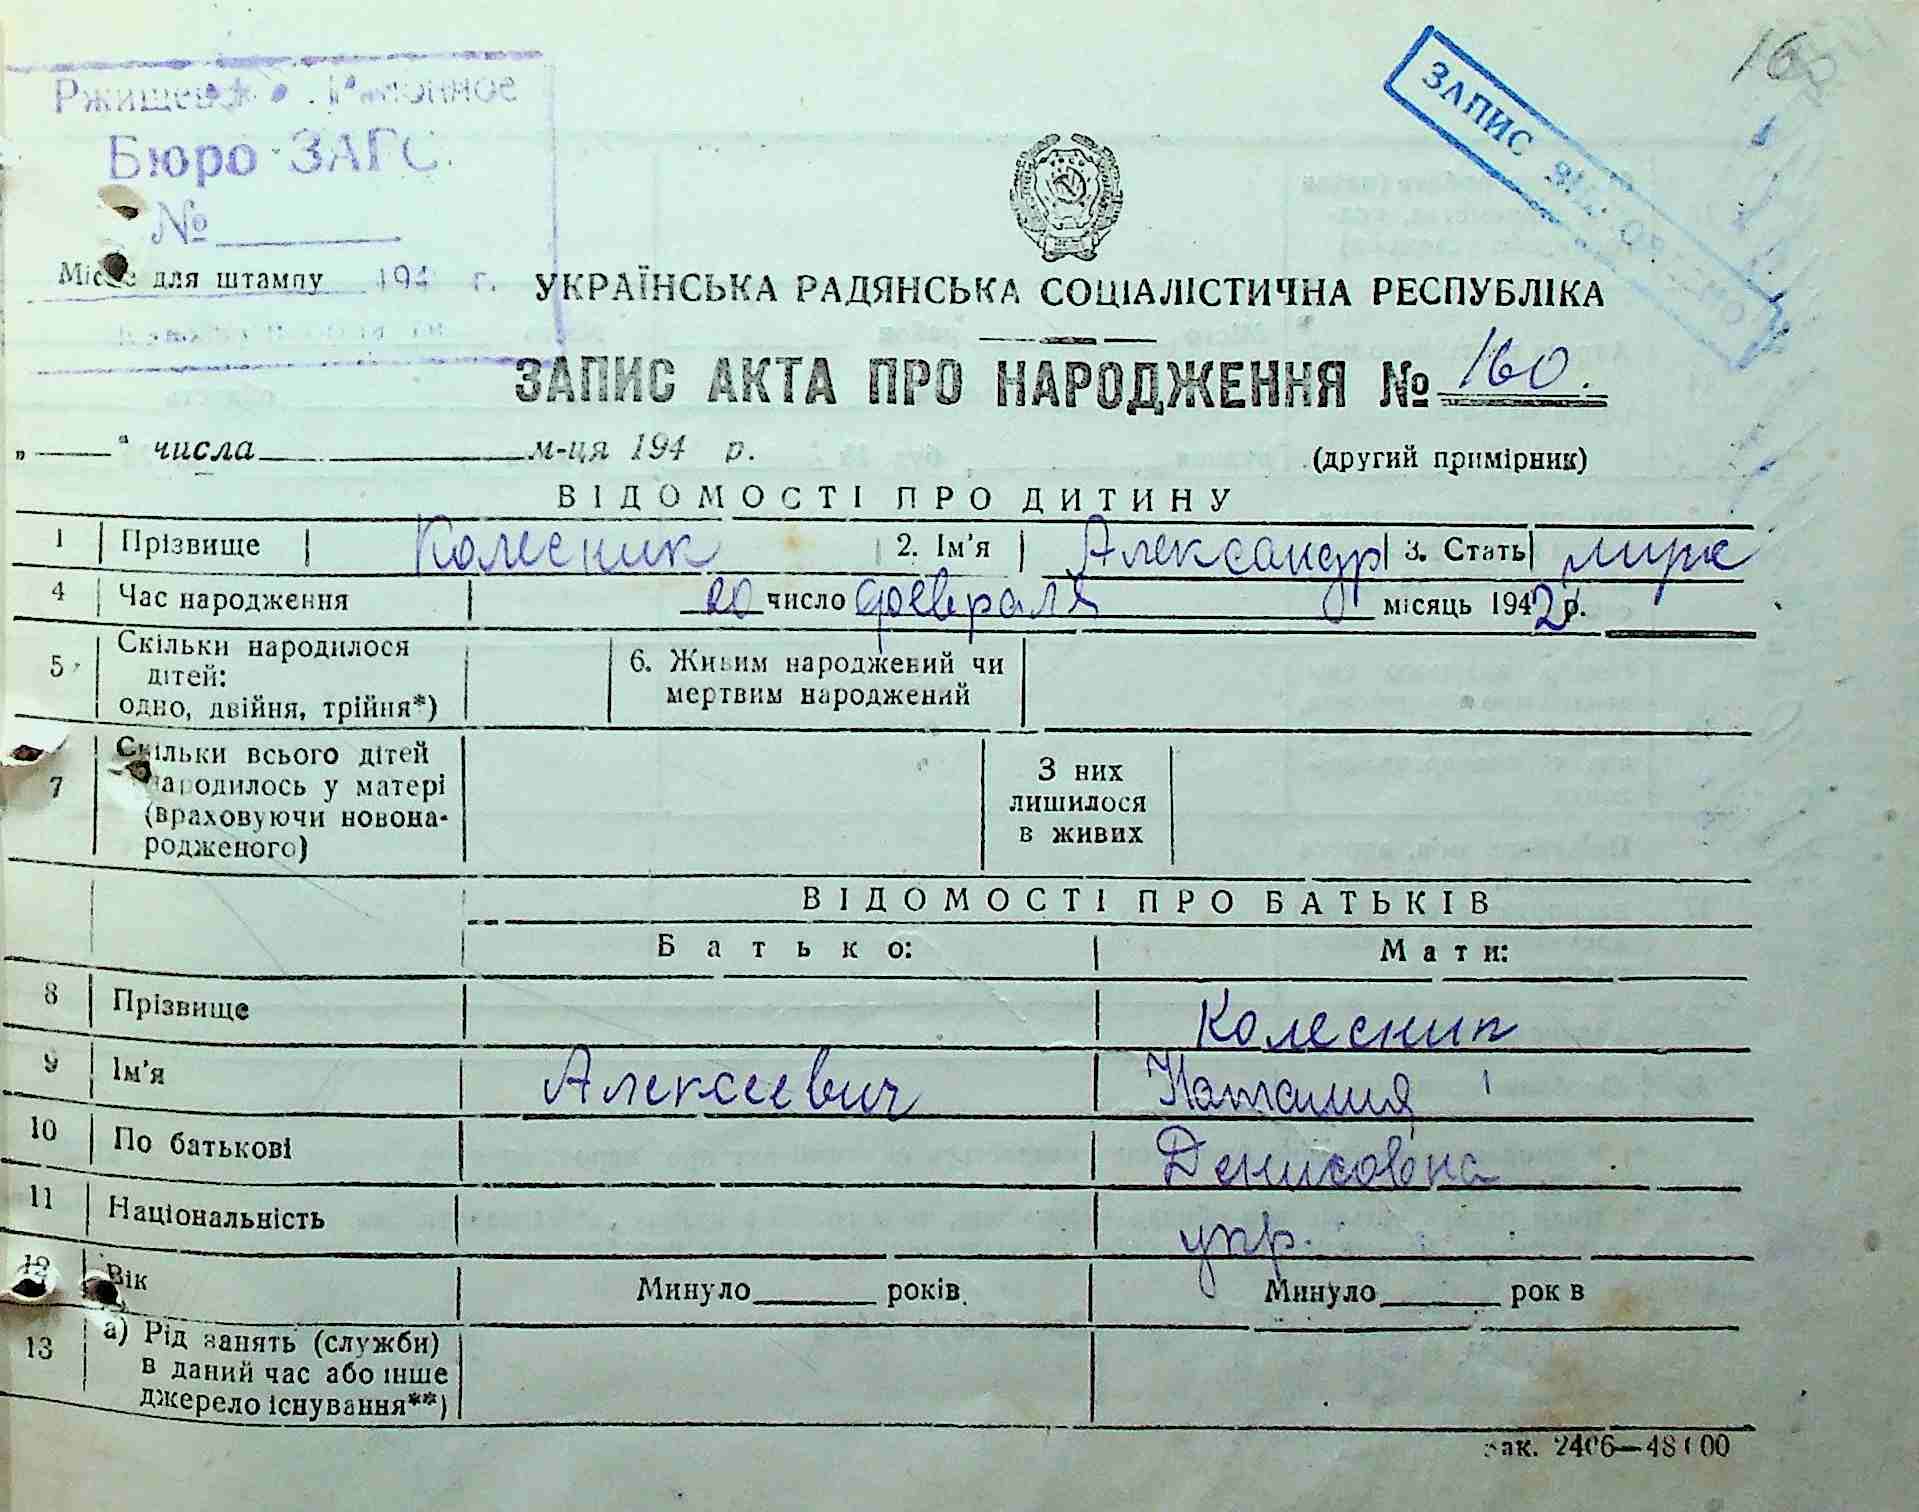 160
Бюро ЗАГС.
№
ЗАПИС
Місце для штампу 194 г.
УКРАЇНСЬКА РАДЯНСЬКА СОЦІАЛІСТИЧНА РЕСПУБЛІКА
ЗАПИС АКТА ПРО НАРОДЖЕННЯ № 160.
„ “ числа м-ця 194 р. (другий примірник)
ВІДОМОСТІ ПРО ДИТИНУ
1 Прізвище Колесник 2. Ім'я Александр 3. Стать муж
4 Час народження 20 число февраля місяць 1942 р.
5 Скільки народилося 6. Живим народжений чи
дітей: мертвим народжений
одно, двійня, трійня*)
7 Скільки всього дітей З них
народилось у матері лишилося
(враховуючи новона- в живих
родженого)
ВІДОМОСТІ ПРО БАТЬКІВ
Батько: Мати:
8 Прізвище Колесник
9 Ім'я Алексеевич Наталия
10 По батькові Денисовна
11 Національність укр.
12 Вік Минуло років Минуло рок в
13 а) Рід занять (служби)
в даний час або інше
джерело існування**)
зак. 2406—48100